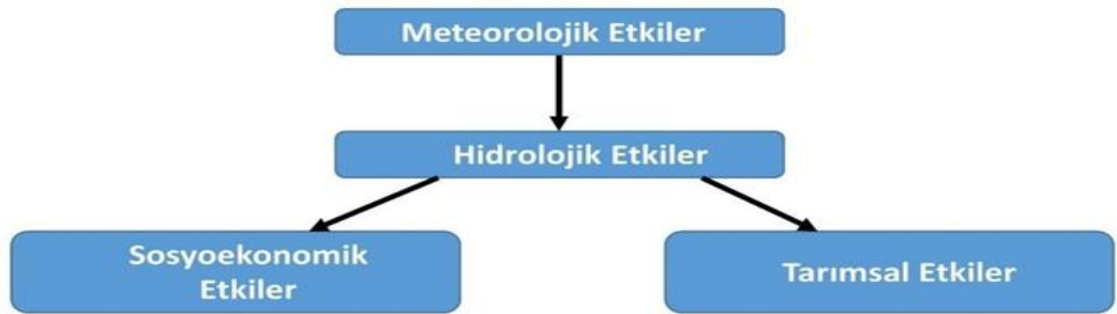 Meteorolojik Etkiler
Hidrolojik Etkiler
Sosyoekonomik
Etkiler
Tarımsal Etkiler